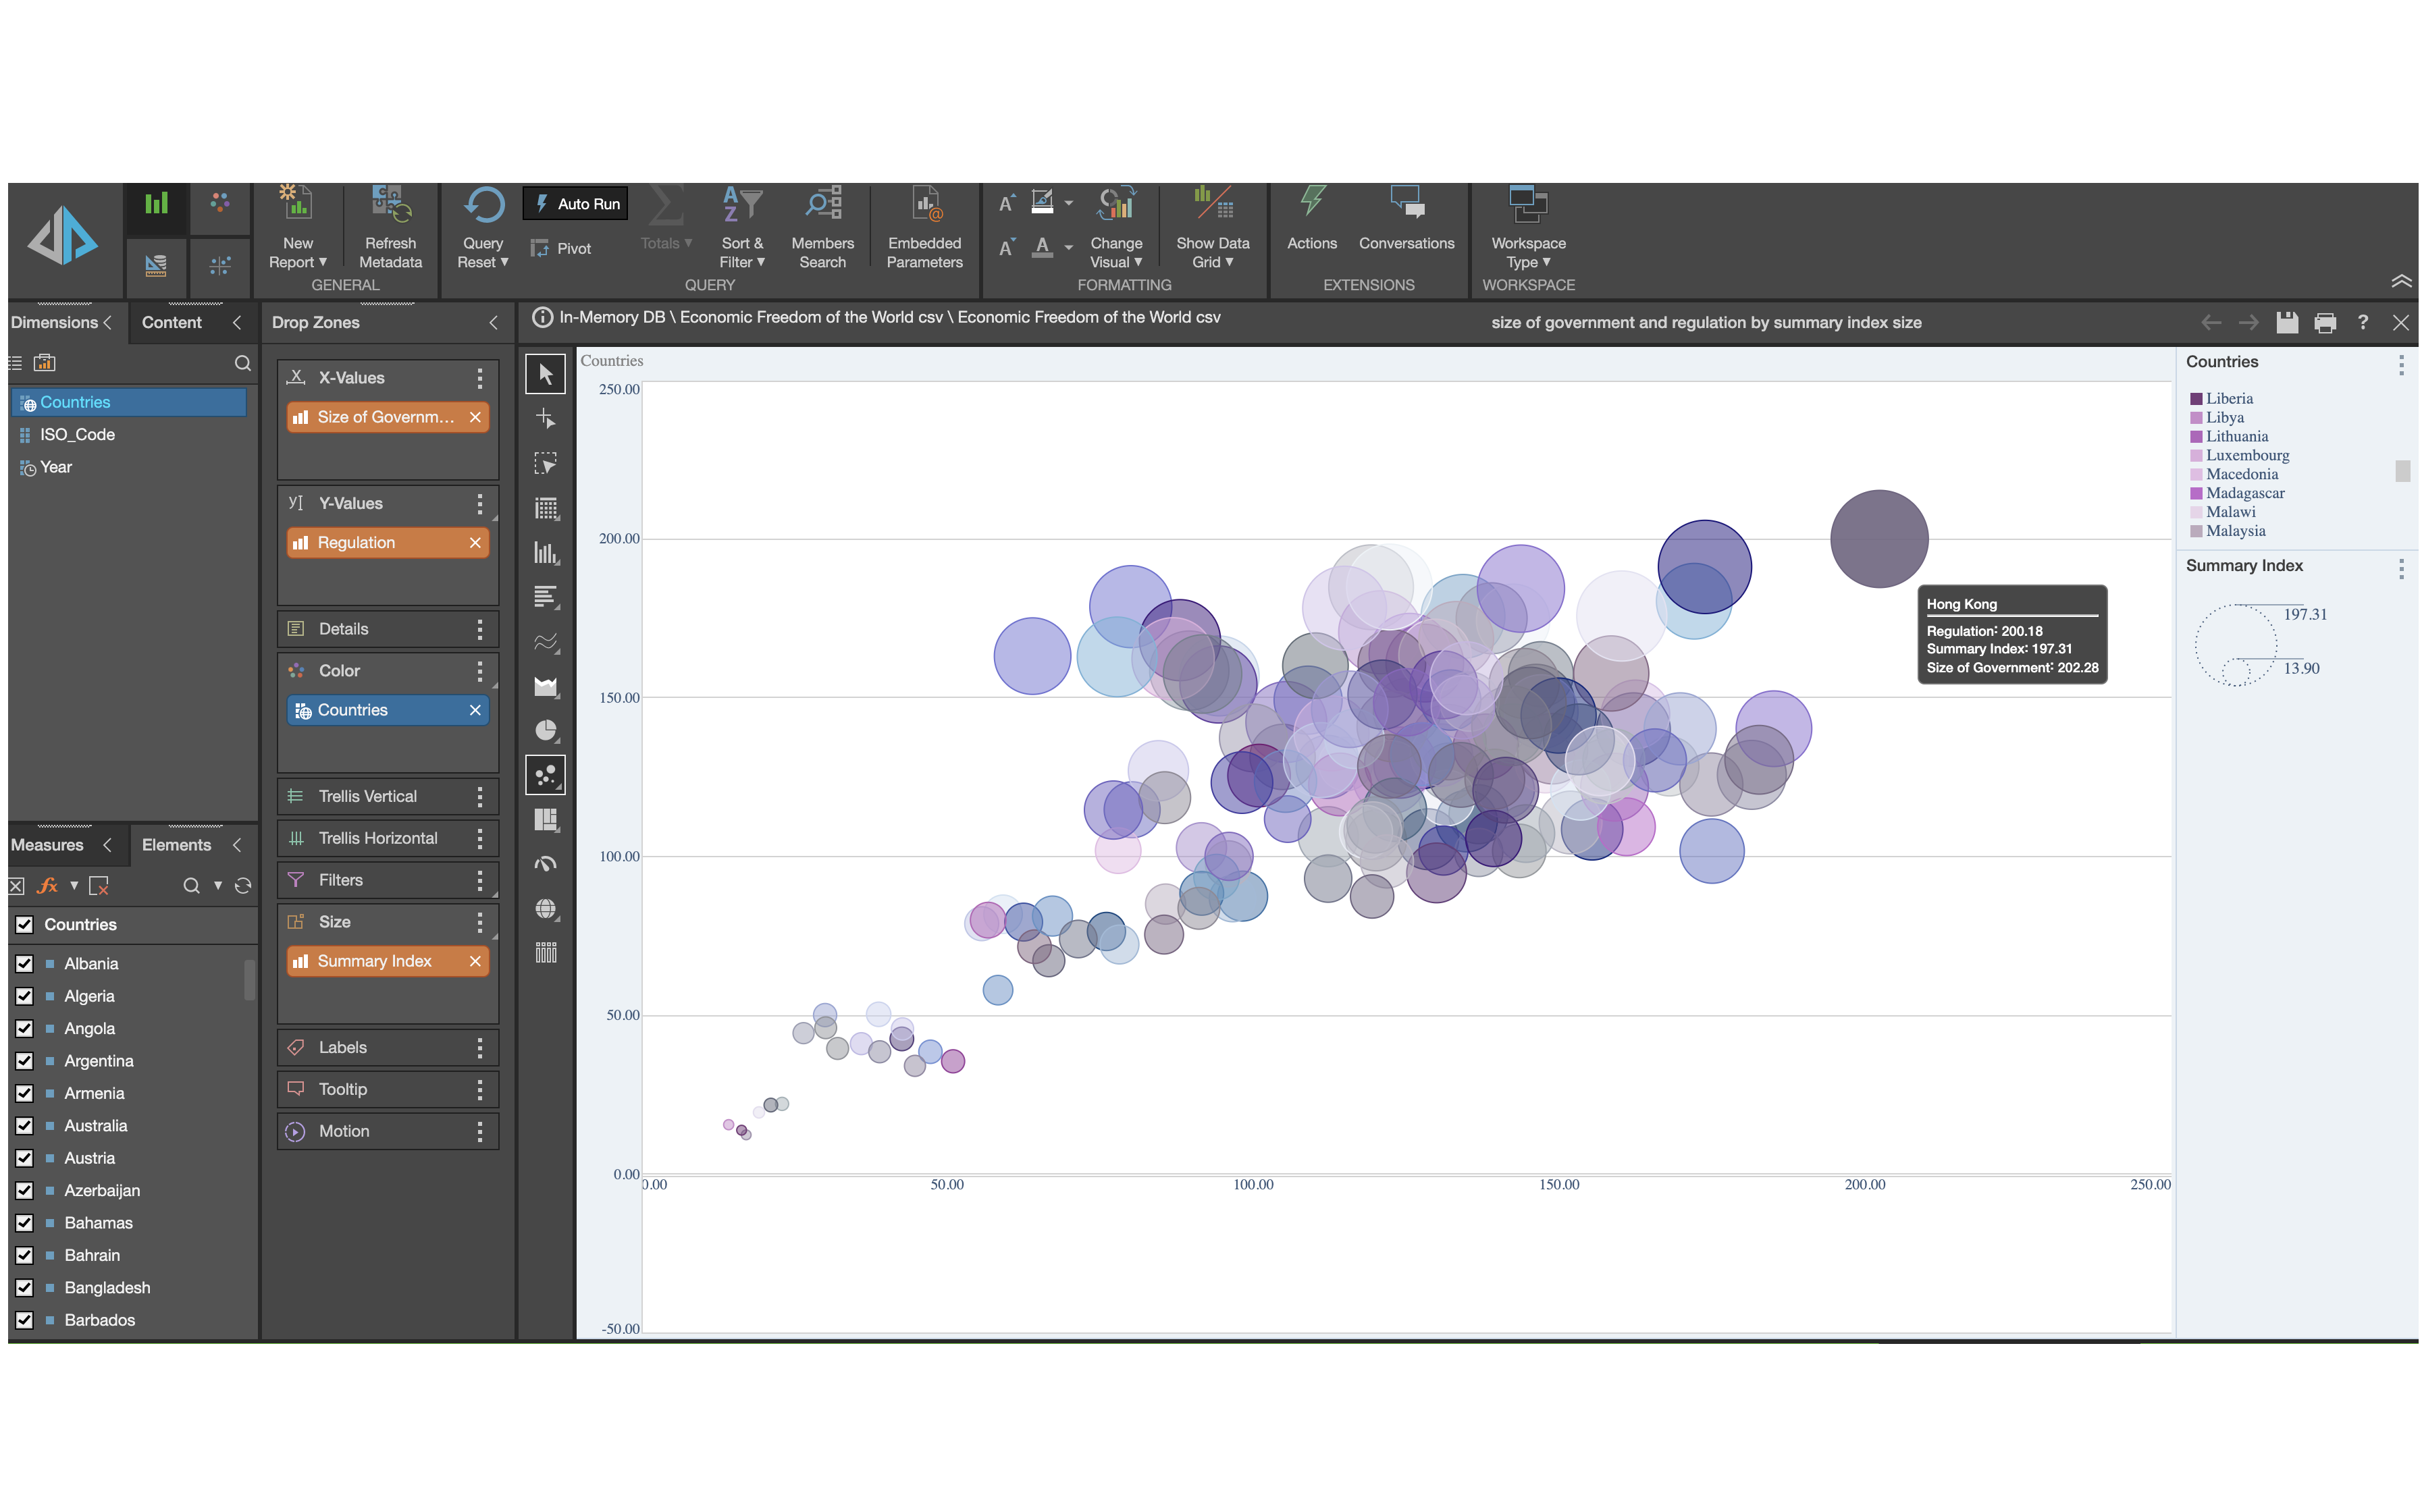 New
Report ▼
Refresh
Metadata
GENERAL
Query
Reset ▼
Auto Run
Pivot
Totals ▼
Sort &
Filter ▼
Members
Search
Embedded
Parameters
QUERY
A
A
A
Change
Visual ▼
Show Data
Grid ▼
FORMATTING
Actions
Conversations
EXTENSIONS
Workspace
Type ▼
WORKSPACE
Dimensions
Content
Drop Zones
In-Memory DB \ Economic Freedom of the World csv \ Economic Freedom of the World csv
size of government and regulation by summary index size
?
Countries
ISO_Code
Year
Measures
Elements
fx
Countries
Albania
Algeria
Angola
Argentina
Armenia
Australia
Austria
Azerbaijan
Bahamas
Bahrain
Bangladesh
Barbados
X-Values
Size of Governm...
Y-Values
Regulation
Details
Color
Countries
Trellis Vertical
Trellis Horizontal
Filters
Size
Summary Index
Labels
Tooltip
Motion
Countries
250.00
200.00
150.00
100.00
50.00
0.00
-50.00
0.00
50.00
100.00
150.00
200.00
250.00
Hong Kong
Regulation: 200.18
Summary Index: 197.31
Size of Government: 202.28
Countries
Liberia
Libya
Lithuania
Luxembourg
Macedonia
Madagascar
Malawi
Malaysia
Summary Index
197.31
13.90